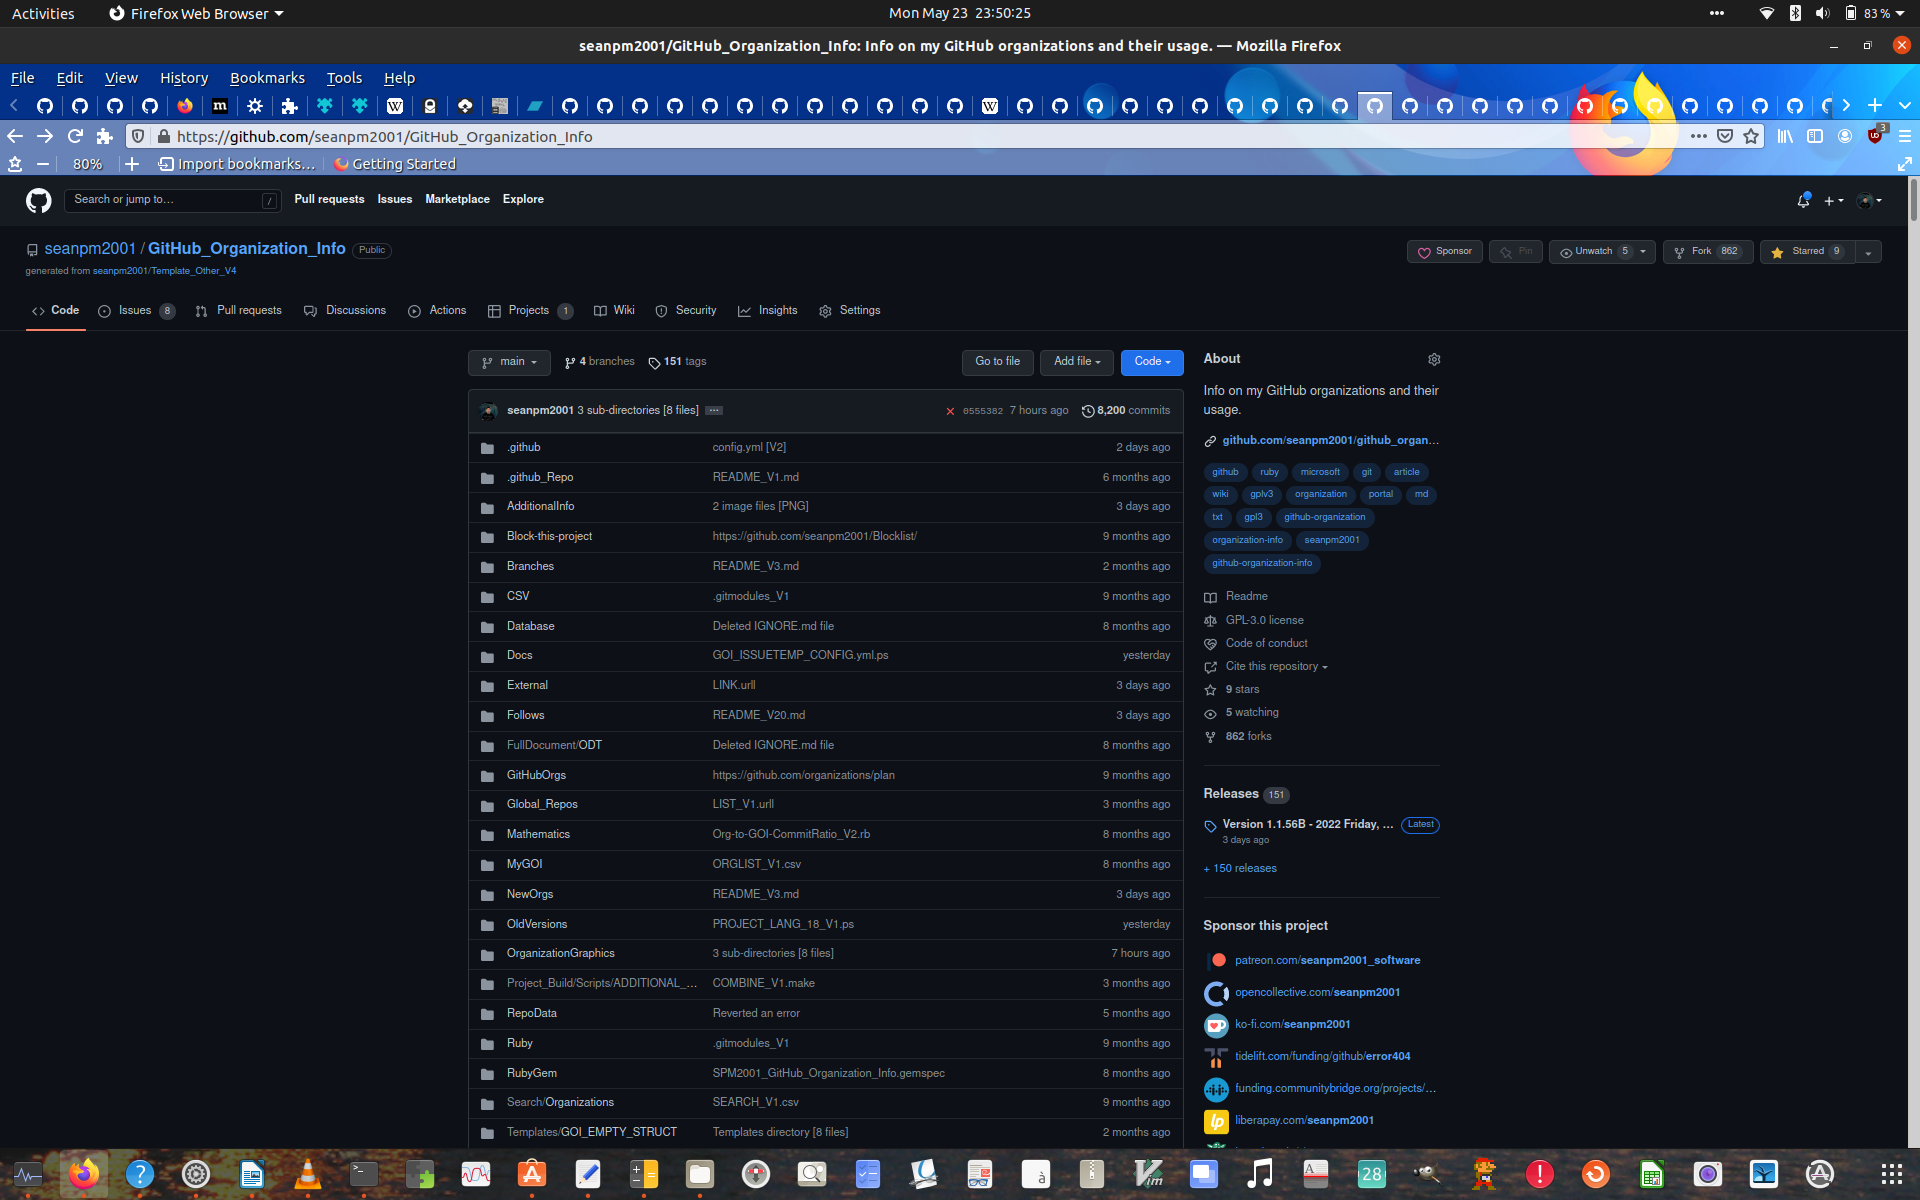 Activities Firefox Web Browser Mon May 23 23:50:25 83 %
seanpm2001/GitHub_Organization_Info: Info on my GitHub organizations and their usage. — Mozilla Firefox
File Edit View History Bookmarks Tools Help
https://github.com/seanpm2001/GitHub_Organization_Info 3
80% Import bookmarks... Getting Started
Search or jump to... / Pull requests Issues Marketplace Explore
seanpm2001 / GitHub_Organization_Info Public
Sponsor Pin Unwatch 5 Fork 862 Starred 9
generated from seanpm2001/Template_Other_V4
Code Issues 8 Pull requests Discussions Actions Projects 1 Wiki Security Insights Settings
main 4 branches 151 tags Go to file Add file Code
seanpm2001 3 sub-directories [8 files] ... 0555382 7 hours ago 8,200 commits
.github config.yml [V2] 2 days ago
.github_Repo README_V1.md 6 months ago
AdditionalInfo 2 image files [PNG] 3 days ago
Block-this-project https://github.com/seanpm2001/Blocklist/ 9 months ago
Branches README_V3.md 2 months ago
CSV .gitmodules_V1 9 months ago
Database Deleted IGNORE.md file 8 months ago
Docs GOI_ISSUETEMP_CONFIG.yml.ps yesterday
External LINK.urll 3 days ago
Follows README_V20.md 3 days ago
FullDocument/ODT Deleted IGNORE.md file 8 months ago
GitHubOrgs https://github.com/organizations/plan 9 months ago
Global_Repos LIST_V1.urll 3 months ago
Mathematics Org-to-GOI-CommitRatio_V2.rb 8 months ago
MyGOI ORGLIST_V1.csv 8 months ago
NewOrgs README_V3.md 3 days ago
OldVersions PROJECT_LANG_18_V1.ps yesterday
OrganizationGraphics 3 sub-directories [8 files] 7 hours ago
Project_Build/Scripts/ADDITIONAL_... COMBINE_V1.make 3 months ago
RepoData Reverted an error 5 months ago
Ruby .gitmodules_V1 9 months ago
RubyGem SPM2001_GitHub_Organization_Info.gemspec 8 months ago
Search/Organizations SEARCH_V1.csv 9 months ago
Templates/GOI_EMPTY_STRUCT Templates directory [8 files] 2 months ago
About
Info on my GitHub organizations and their
usage.
github.com/seanpm2001/github_organ...
github ruby microsoft git article
wiki gplv3 organization portal md
txt gpl3 github-organization
organization-info seanpm2001
github-organization-info
Readme
GPL-3.0 license
Code of conduct
Cite this repository
9 stars
5 watching
862 forks
Releases 151
Version 1.1.56B - 2022 Friday, ... Latest
3 days ago
+ 150 releases
Sponsor this project
patreon.com/seanpm2001_software
opencollective.com/seanpm2001
ko-fi.com/seanpm2001
tidelift.com/funding/github/error404
funding.communitybridge.org/projects/...
liberapay.com/seanpm2001
28